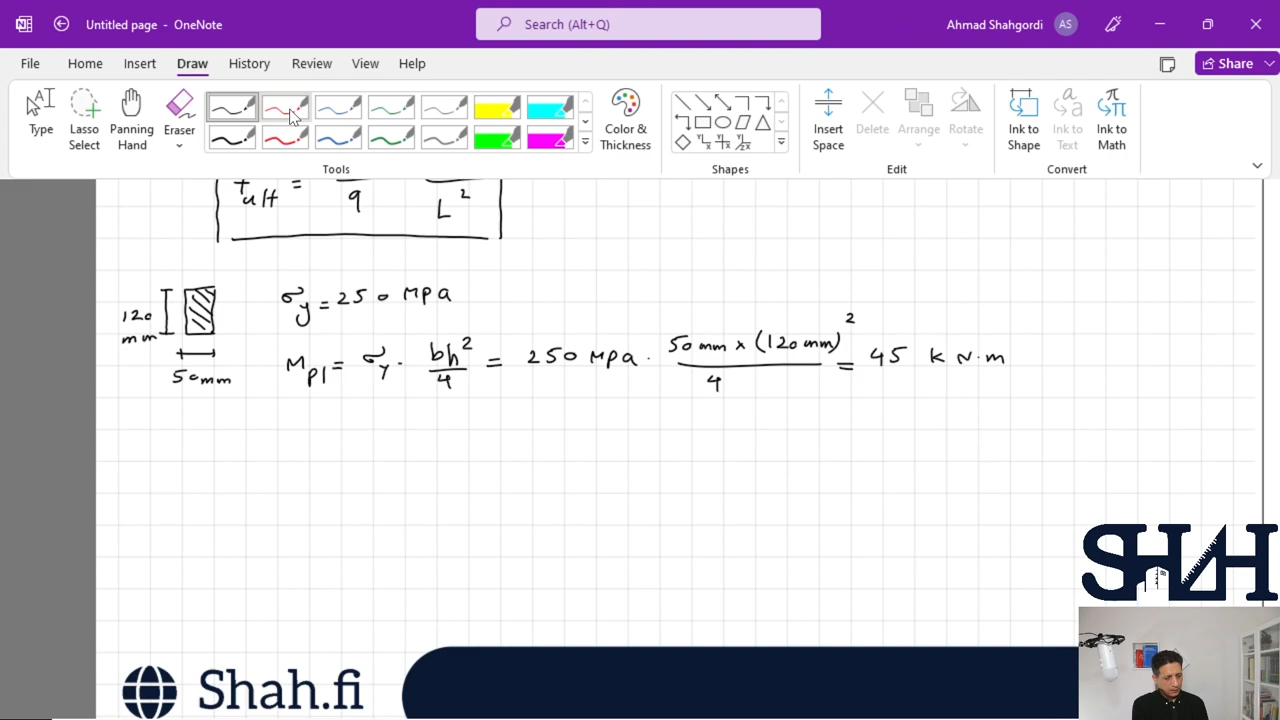 Untitled page - OneNote
Search (Alt+Q)
Ahmad Shahgordi
AS
File Home Insert Draw History Review View Help
Share
Type
Lasso Select
Panning Hand
Eraser
Color & Thickness
Insert Space
Delete
Arrange
Rotate
Ink to Shape
Ink to Text
Ink to Math
Tools
Shapes
Edit
Convert
ult = 9 L²
120 mm
50mm
σy = 250 MPa
Mpl = σy · bh²/4 = 250 MPa · 50 mm × (120 mm)²/4 = 45 kN·m
SHAH
Shah.fi